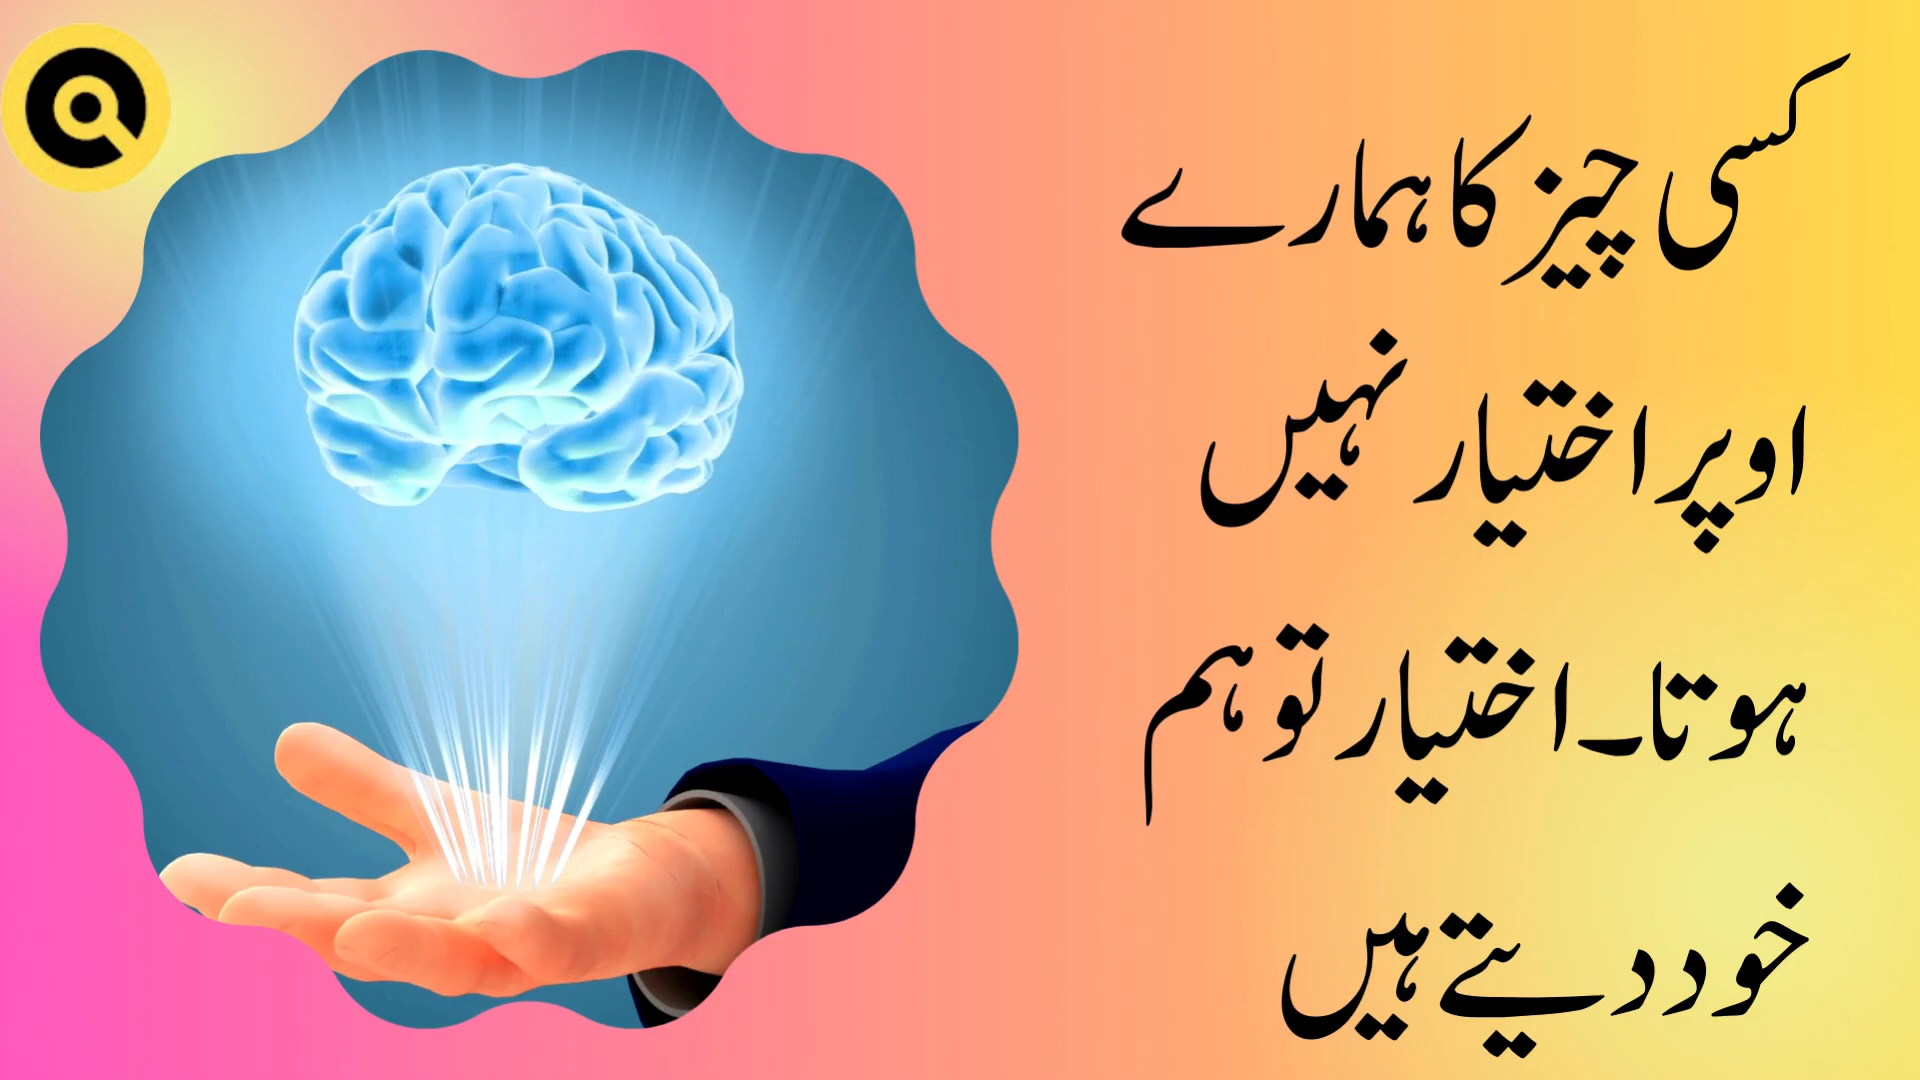 کسی چیز کا ہمارے
اوپر اختیار نہیں
ہوتا۔ اختیار تو ہم
خود دیتے ہیں